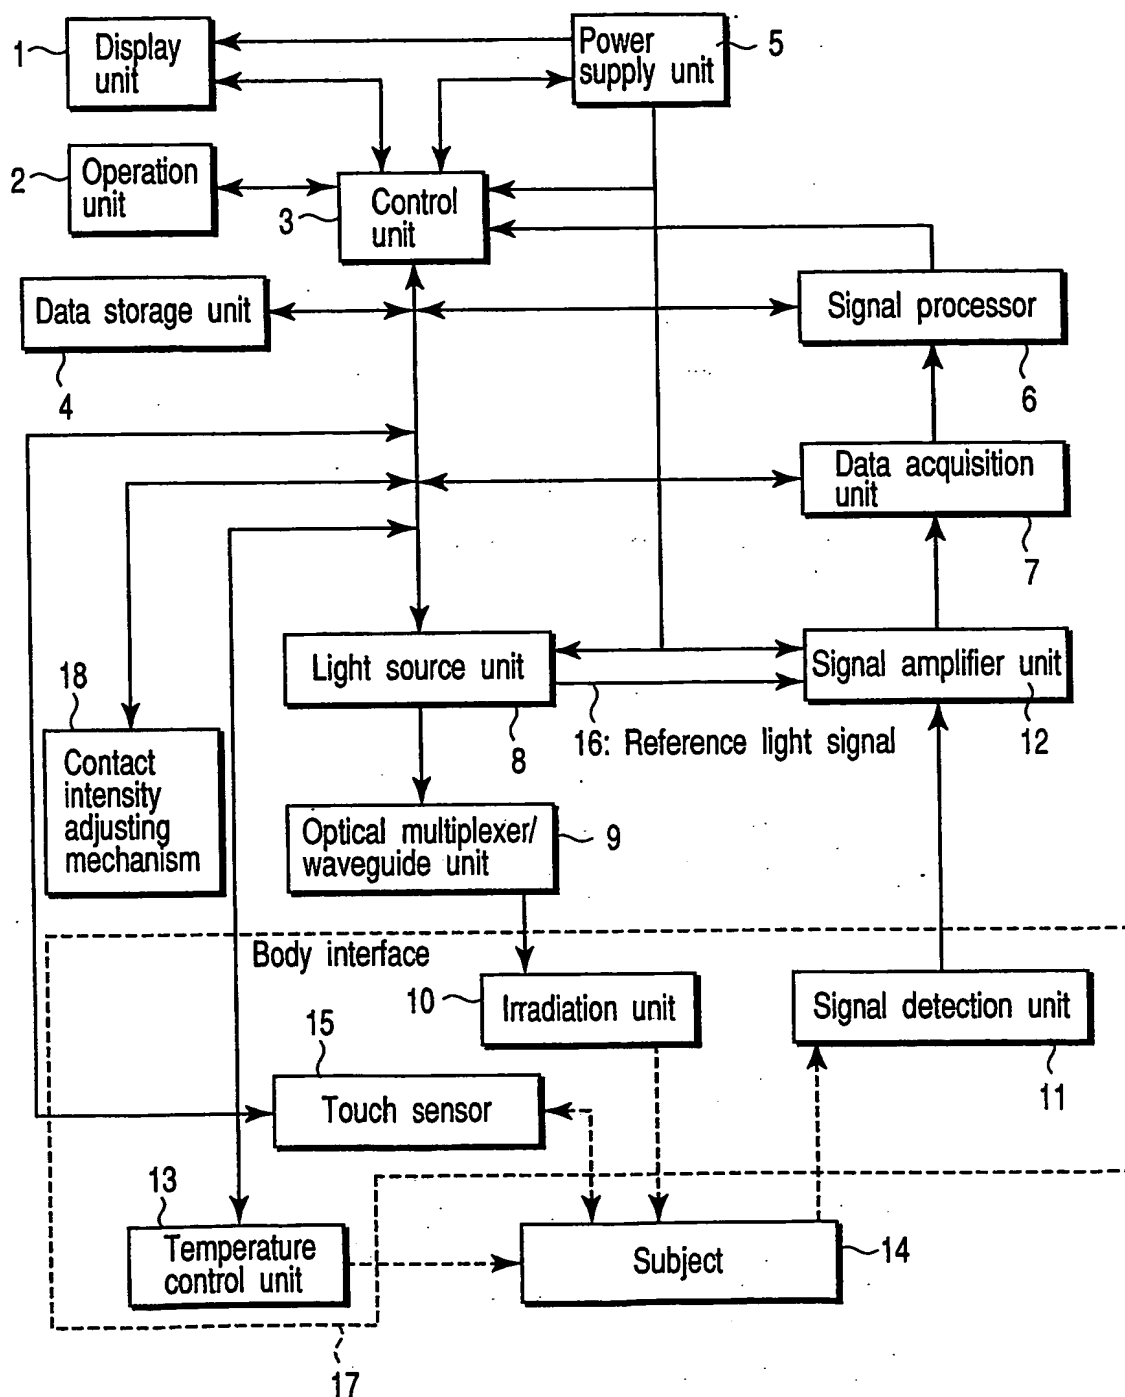 1
Display
unit
Power
supply unit
5
2
Operation
unit
3
Control
unit
Data storage unit
4
Signal processor
6
Data acquisition
unit
7
Light source unit
8
Signal amplifier unit
12
16: Reference light signal
18
Contact
intensity
adjusting
mechanism
Optical multiplexer/
waveguide unit
9
Body interface
10
Irradiation unit
Signal detection unit
11
15
Touch sensor
13
Temperature
control unit
Subject
14
17